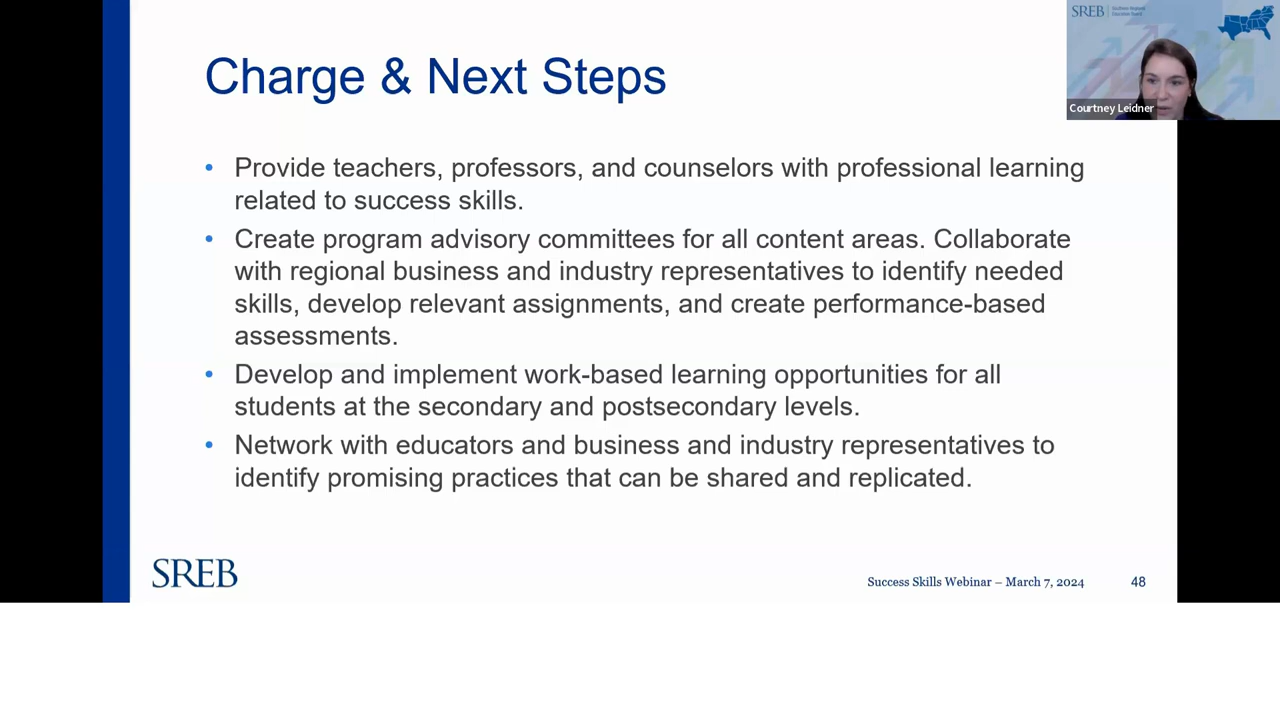 SREB
Southern Regional
Education Board
Courtney Leidner
Charge & Next Steps
• Provide teachers, professors, and counselors with professional learning
related to success skills.
• Create program advisory committees for all content areas. Collaborate
with regional business and industry representatives to identify needed
skills, develop relevant assignments, and create performance-based
assessments.
• Develop and implement work-based learning opportunities for all
students at the secondary and postsecondary levels.
• Network with educators and business and industry representatives to
identify promising practices that can be shared and replicated.
SREB
Success Skills Webinar – March 7, 2024
48